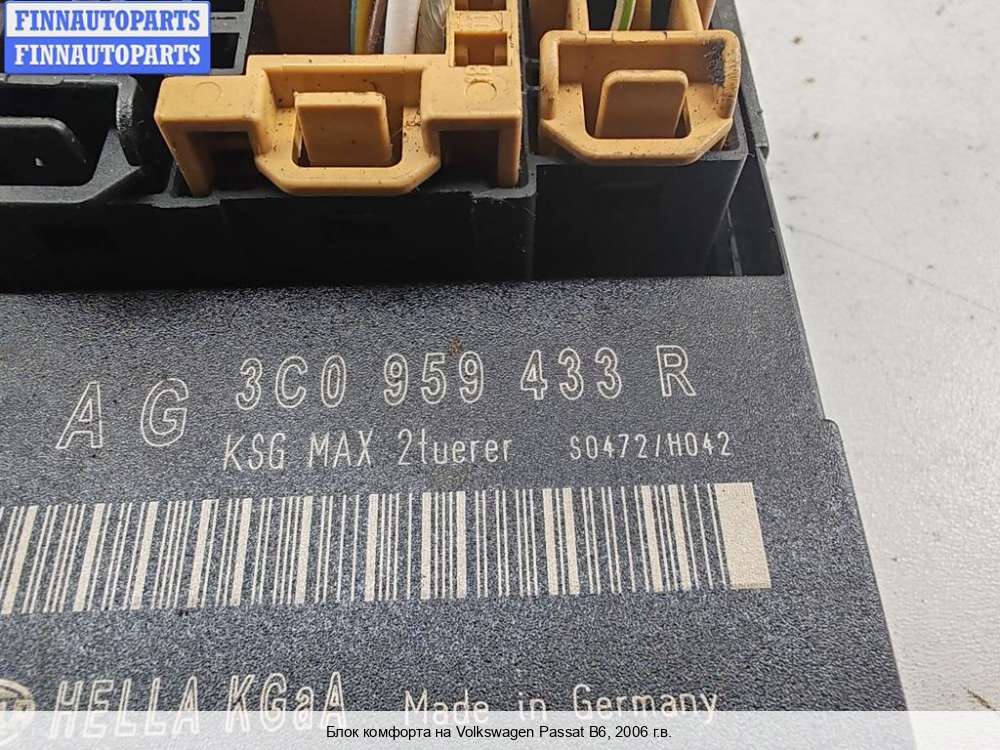 FINNAUTOPARTS
FINNAUTOPARTS
AG 3C0 959 433 R
KSG MAX 2tuerer S0472/H042
HELLA KGaA Made in Germany
Блок комфорта на Volkswagen Passat B6, 2006 г.в.